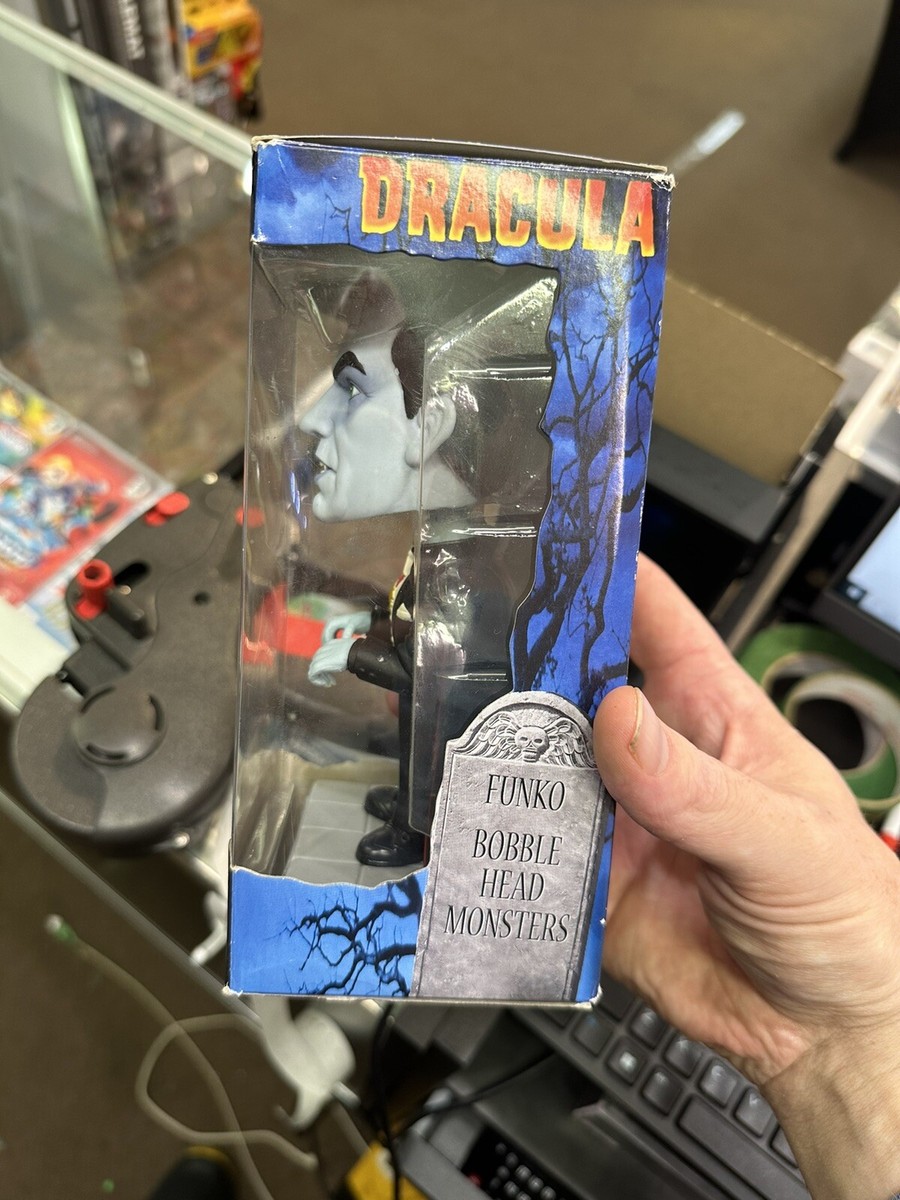 DRACULA
FUNKO
BOBBLE
HEAD
MONSTERS